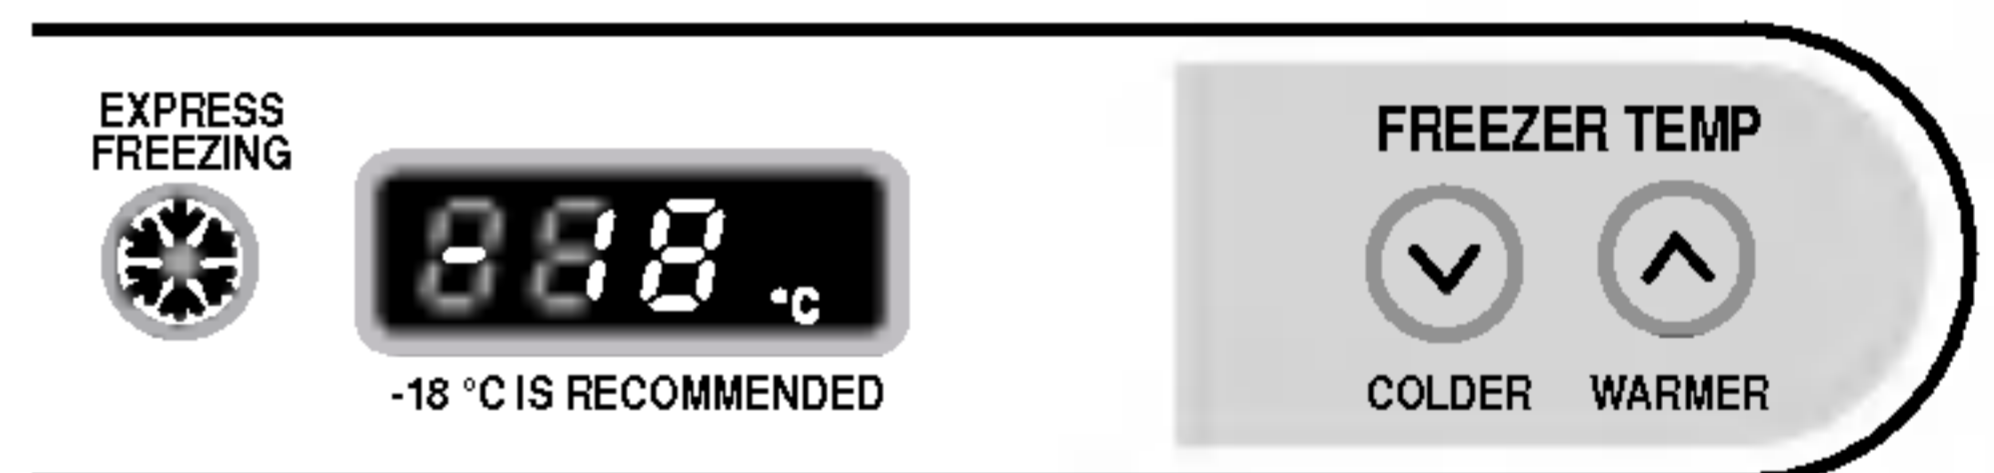 EXPRESS
FREEZING
-18 °C
-18 °C IS RECOMMENDED
FREEZER TEMP
COLDER
WARMER